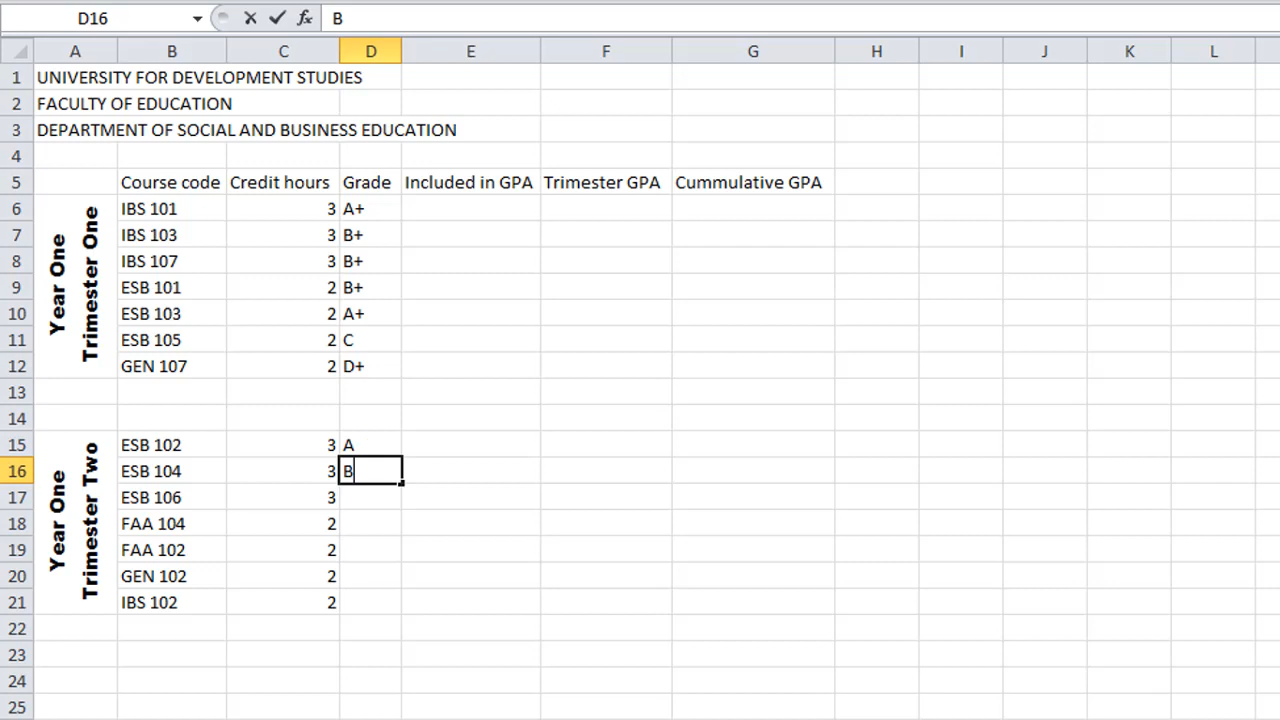 D16 fx B
A B C D E F G H I J K L
1 UNIVERSITY FOR DEVELOPMENT STUDIES
2 FACULTY OF EDUCATION
3 DEPARTMENT OF SOCIAL AND BUSINESS EDUCATION
4
5 Course code Credit hours Grade Included in GPA Trimester GPA Cummulative GPA
Year One
Trimester One
6 IBS 101 3 A+
7 IBS 103 3 B+
8 IBS 107 3 B+
9 ESB 101 2 B+
10 ESB 103 2 A+
11 ESB 105 2 C
12 GEN 107 2 D+
13
14
Year One
Trimester Two
15 ESB 102 3 A
16 ESB 104 3 B
17 ESB 106 3
18 FAA 104 2
19 FAA 102 2
20 GEN 102 2
21 IBS 102 2
22
23
24
25